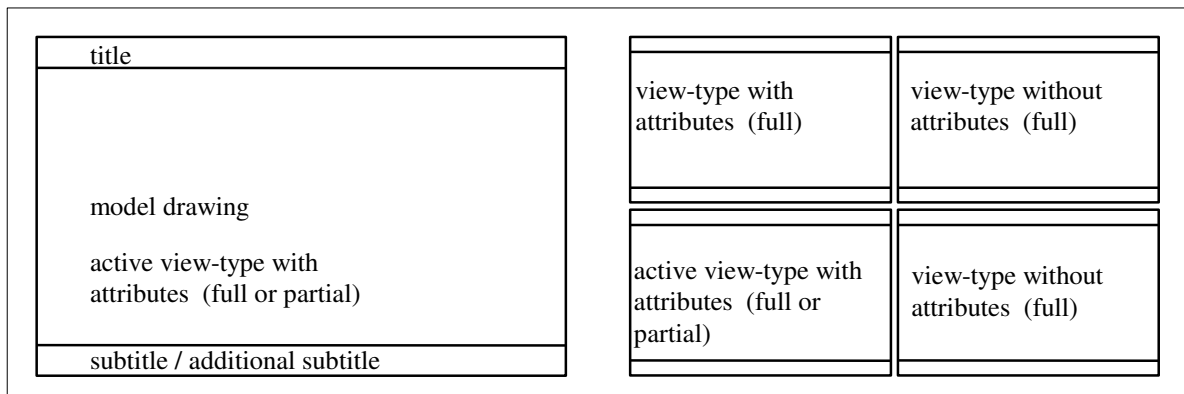 title
model drawing
active view-type with
attributes (full or partial)
subtitle / additional subtitle
view-type with
attributes (full)
view-type without
attributes (full)
active view-type with
attributes (full or
partial)
view-type without
attributes (full)